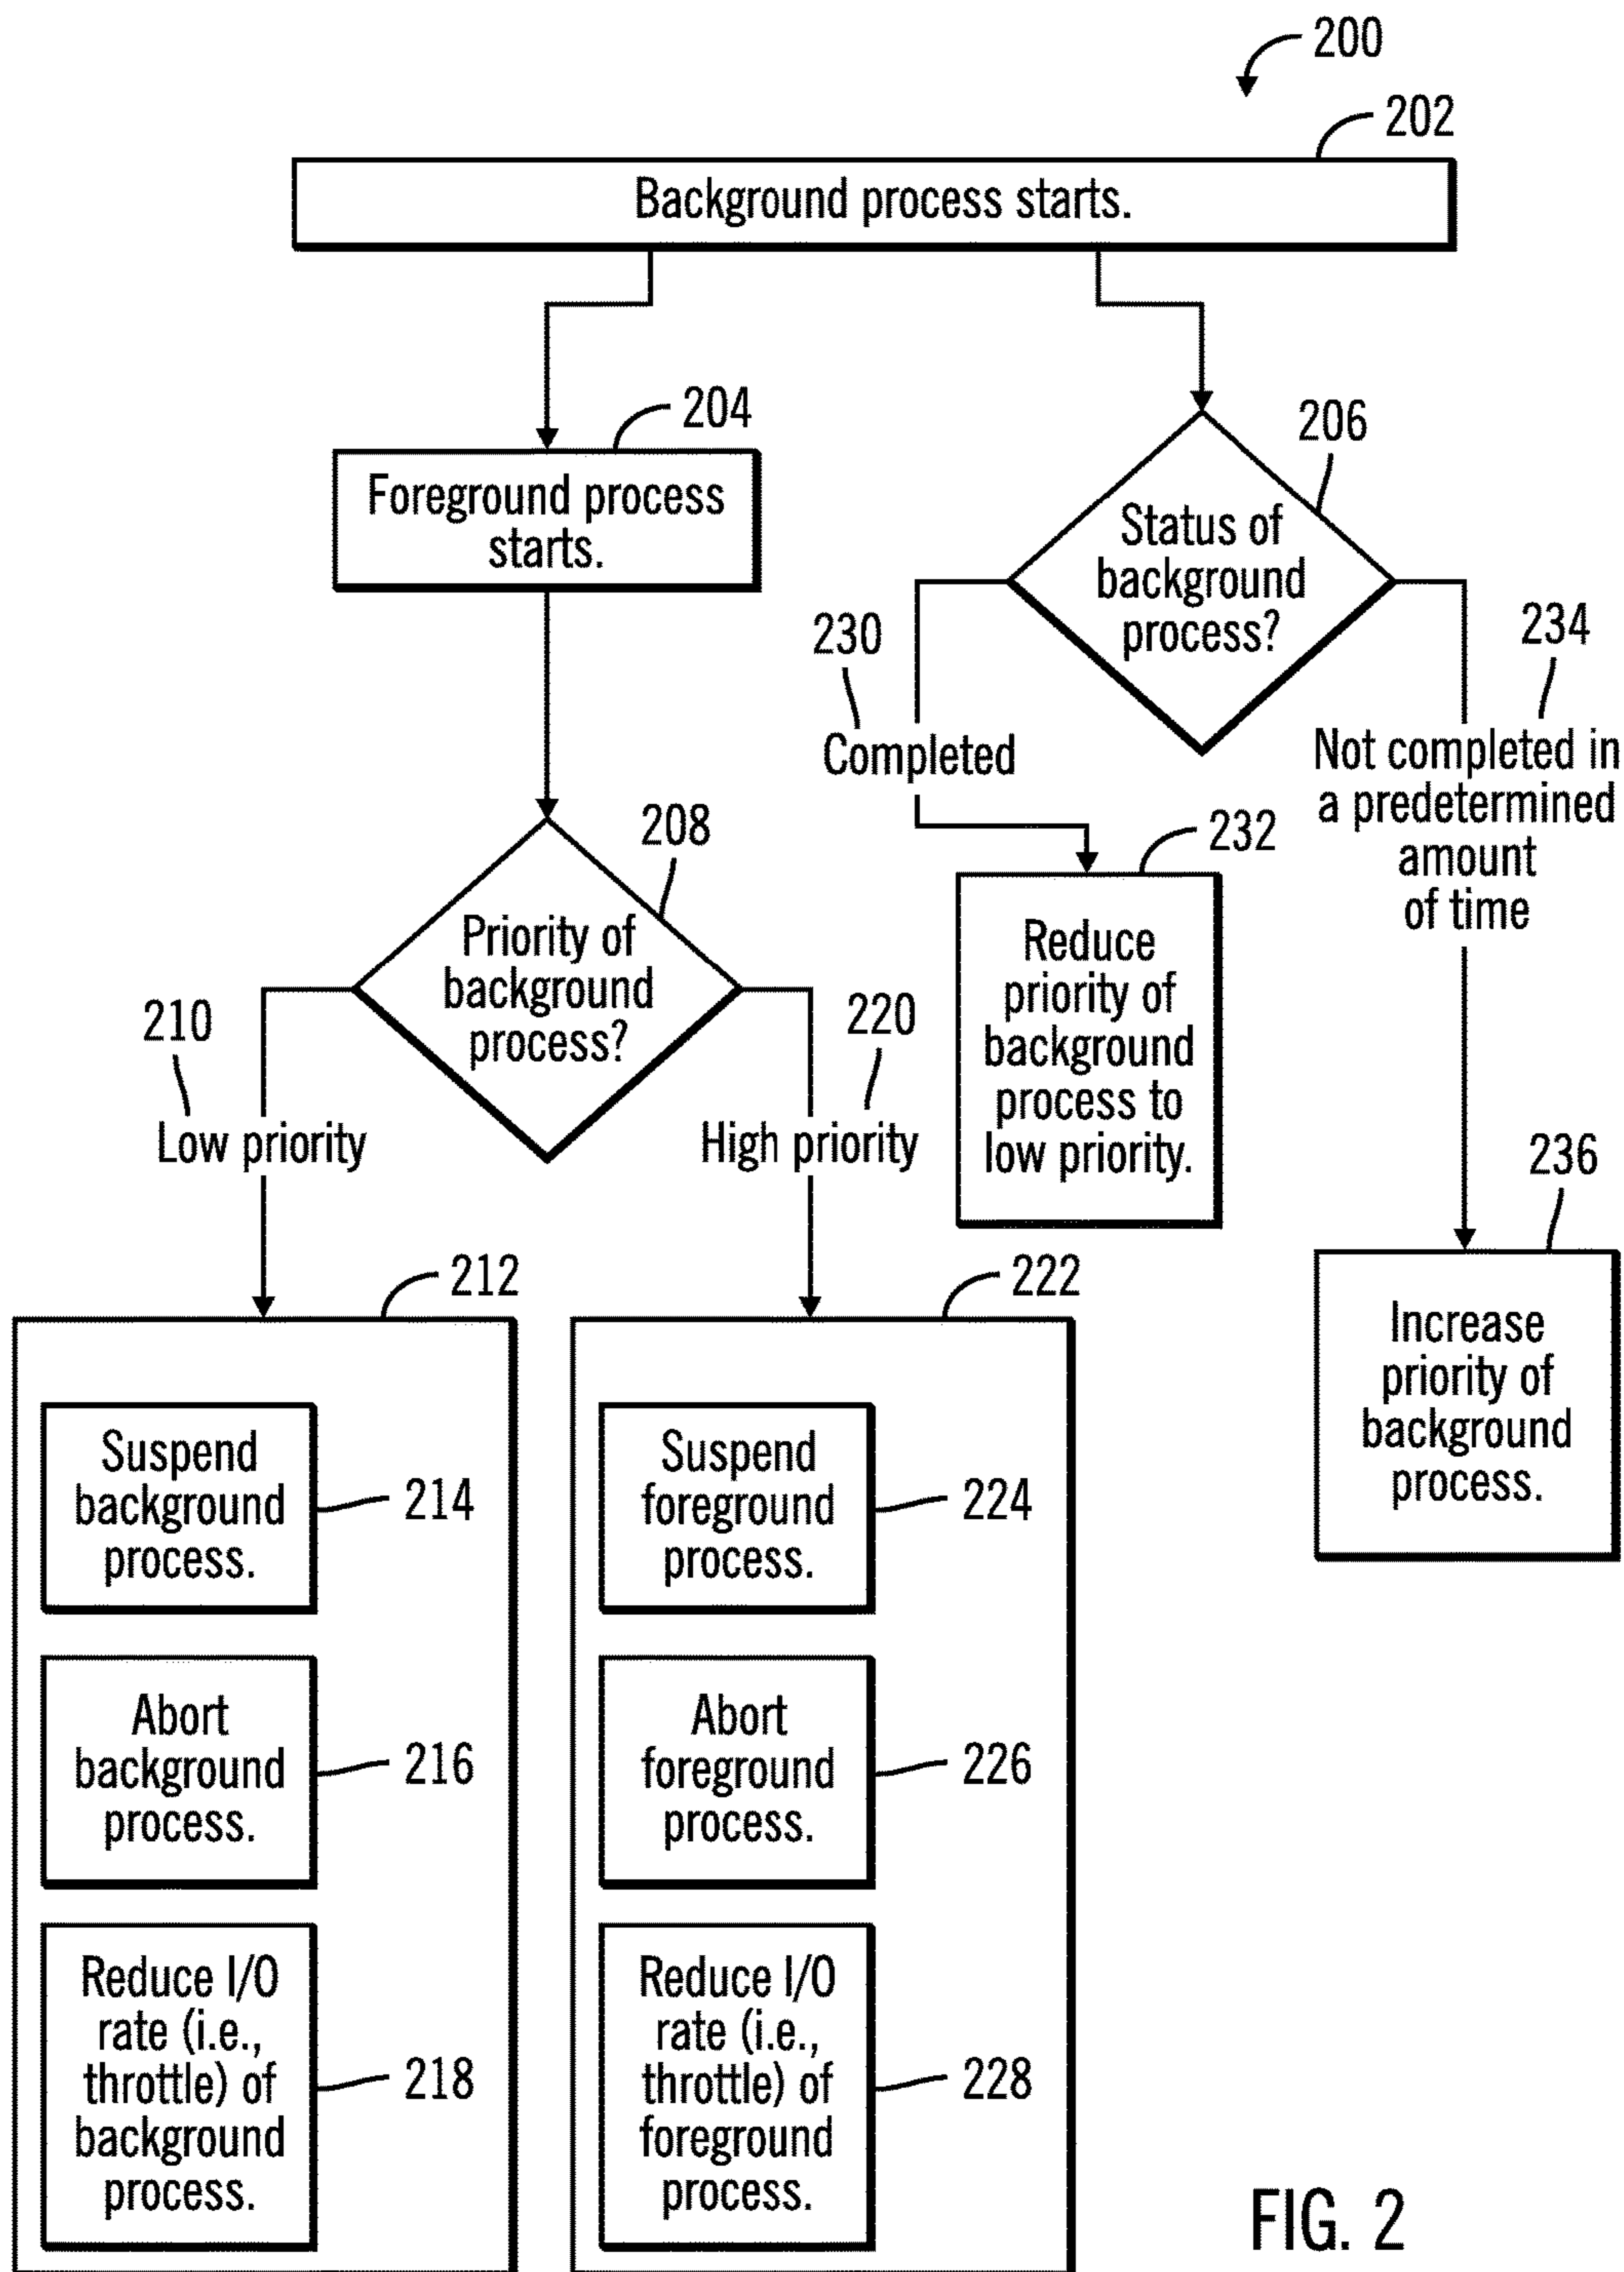 200
202
Background process starts.
204
Foreground process
starts.
206
Status of
background
process?
230
Completed
234
Not completed in
a predetermined
amount
of time
208
Priority of
background
process?
232
Reduce
priority of
background
process to
low priority.
210
Low priority
220
High priority
236
Increase
priority of
background
process.
212
Suspend
background
process.
214
Abort
background
process.
216
Reduce I/O
rate (i.e.,
throttle) of
background
process.
218
222
Suspend
foreground
process.
224
Abort
foreground
process.
226
Reduce I/O
rate (i.e.,
throttle) of
foreground
process.
228
FIG. 2